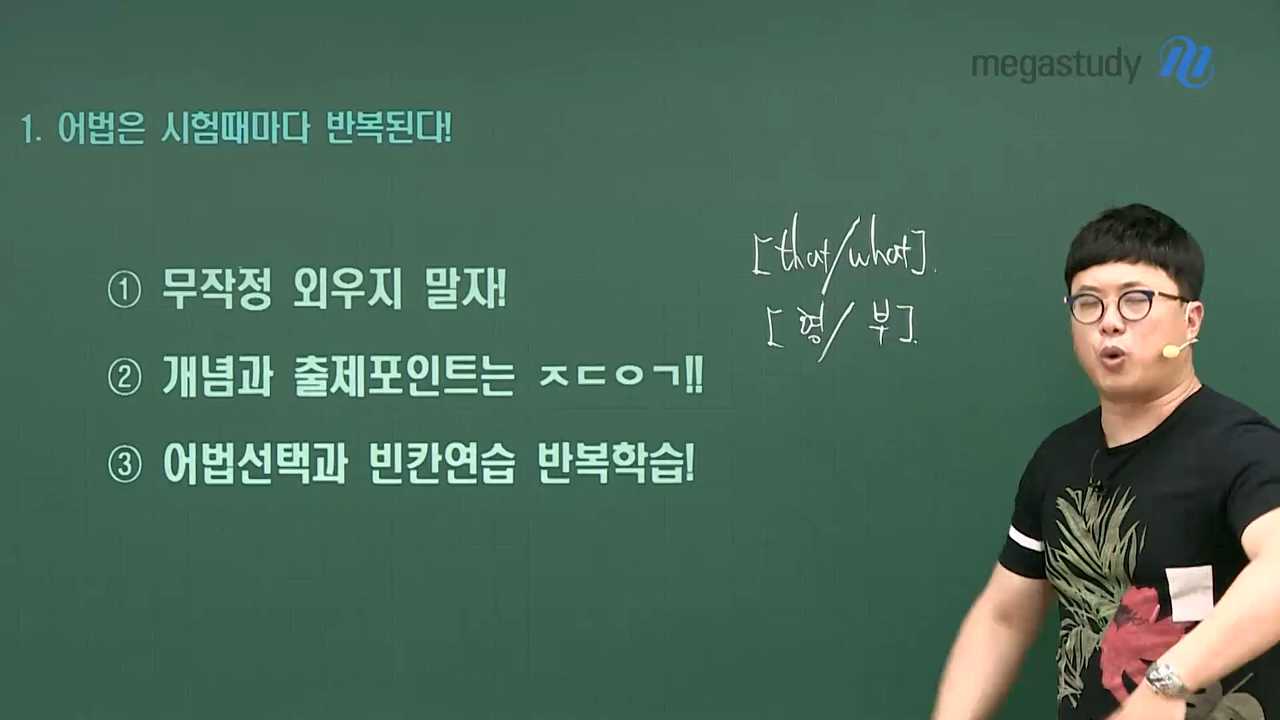 megastudy
1. 어법은 시험때마다 반복된다!
① 무작정 외우지 말자!
② 개념과 출제포인트는 ㅈㄷㅇㄱ!!
③ 어법선택과 빈칸연습 반복학습!
[that/what].
[형/부].